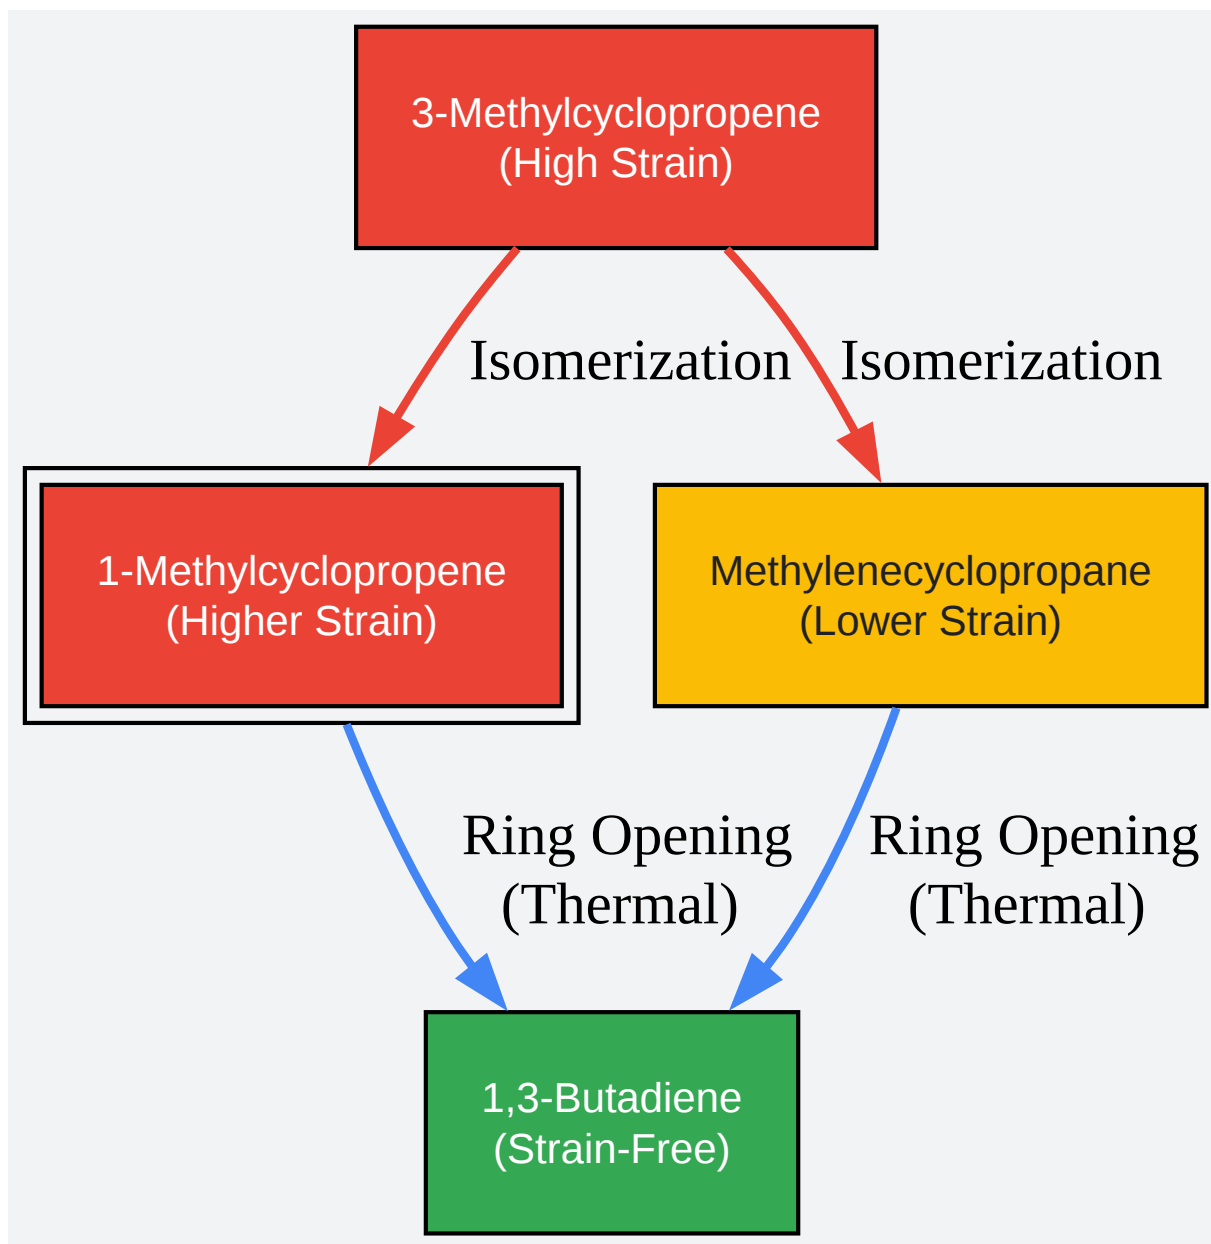 3-Methylcyclopropene
(High Strain)
Isomerization
Isomerization
1-Methylcyclopropene
(Higher Strain)
Methylenecyclopropane
(Lower Strain)
Ring Opening
(Thermal)
Ring Opening
(Thermal)
1,3-Butadiene
(Strain-Free)